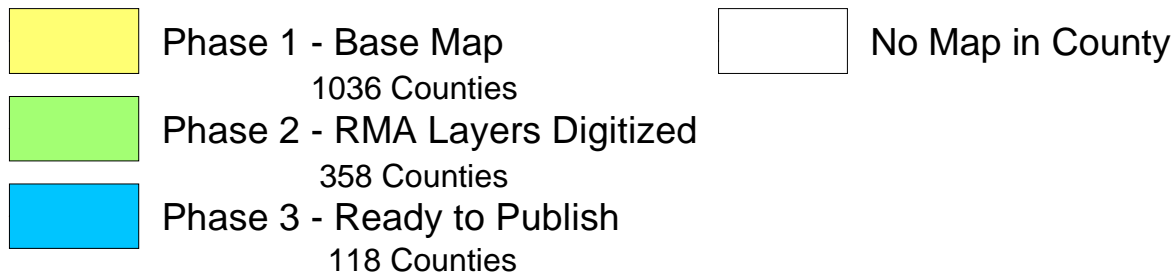 Phase 1 - Base Map
1036 Counties
Phase 2 - RMA Layers Digitized
358 Counties
Phase 3 - Ready to Publish
118 Counties
No Map in County